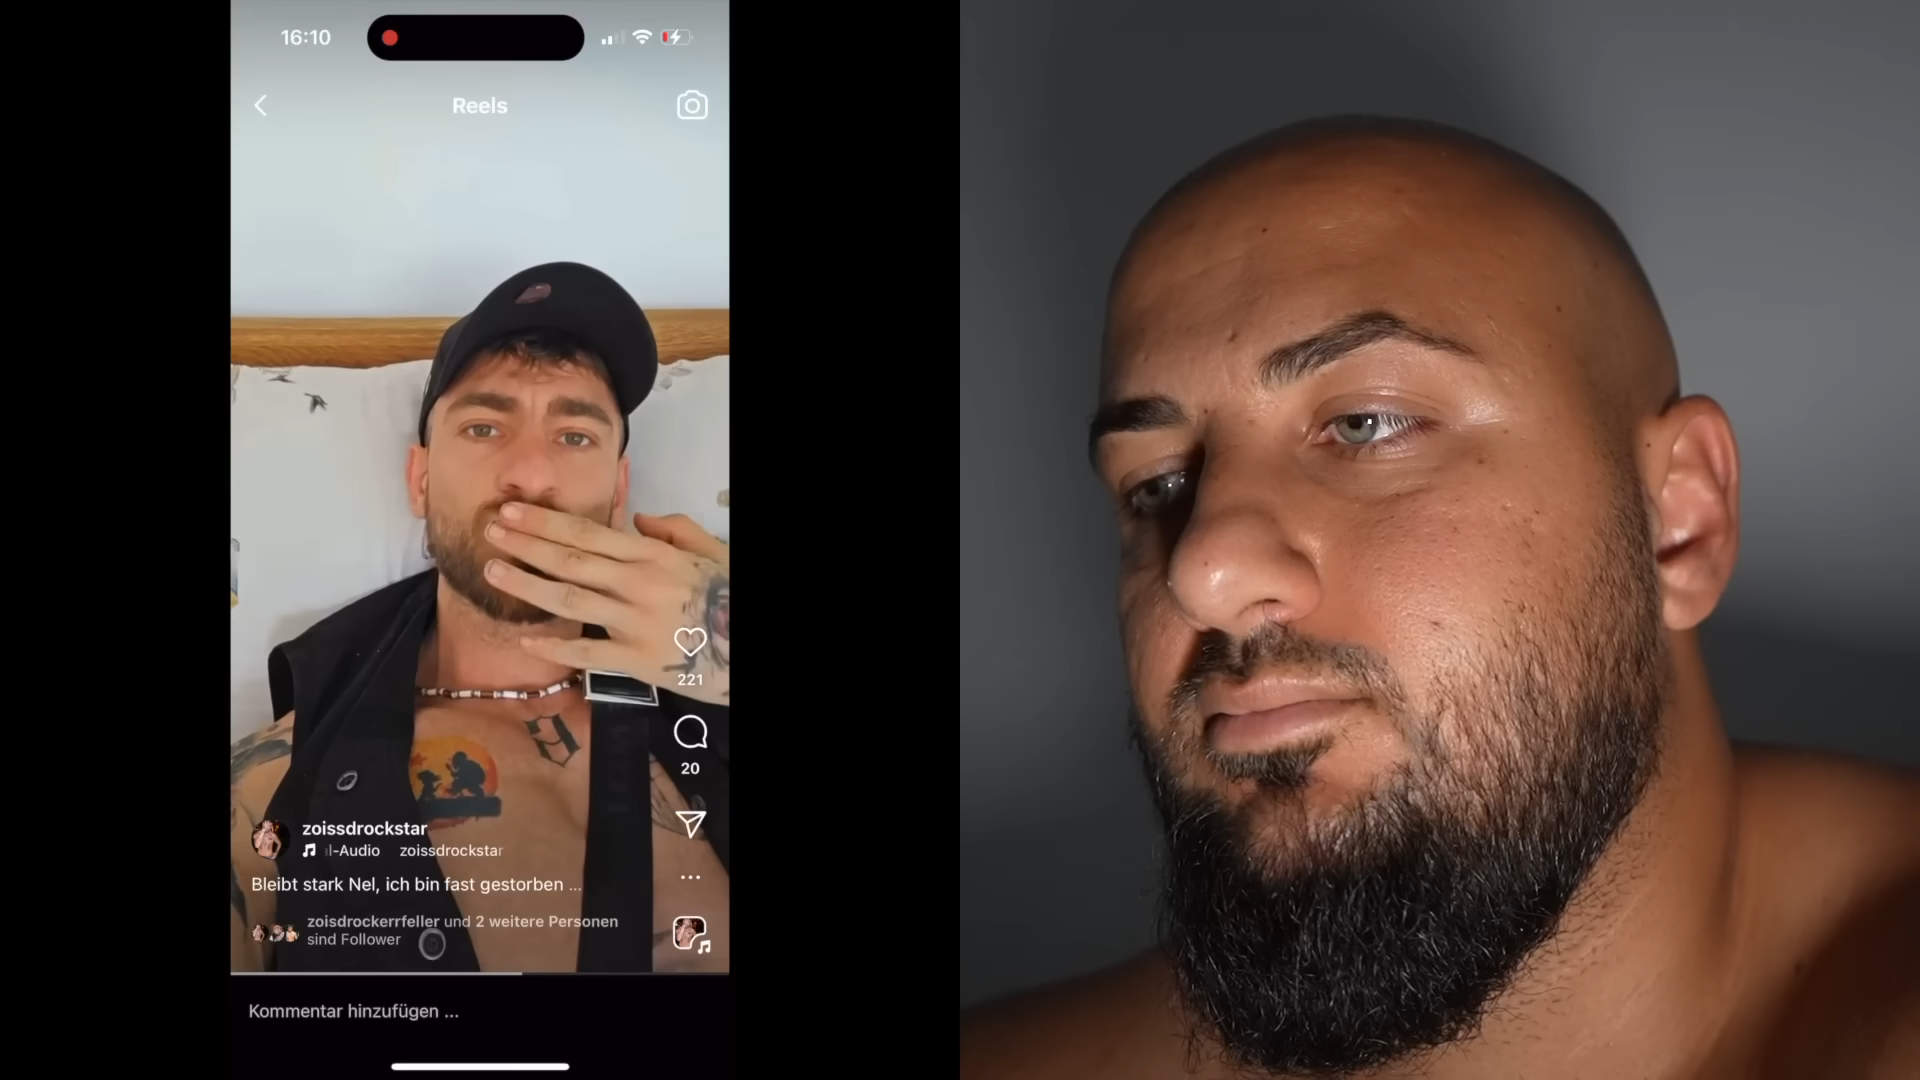 16:10
Reels
221
20
zoissdrockstar
l-Audio zoissdrockstar
Bleibt stark Nel, ich bin fast gestorben ...
zoisdrockerrfeller und 2 weitere Personen
sind Follower
Kommentar hinzufügen ...